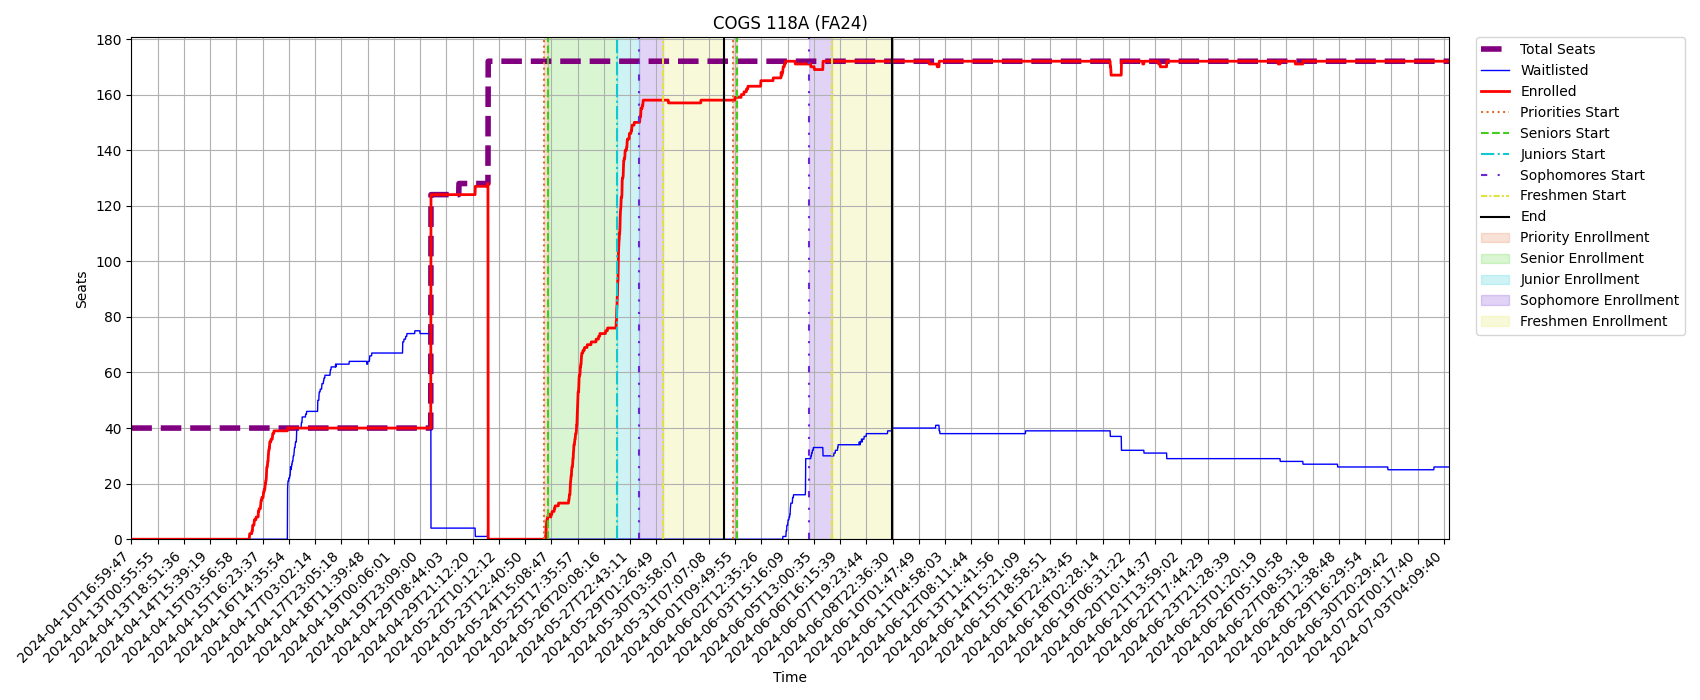 COGS 118A (FA24)
180
160
140
120
100
80
60
40
20
0
Seats
2024-04-10T16:59:47
2024-04-13T00:55:55
2024-04-13T18:51:36
2024-04-14T15:39:19
2024-04-15T03:56:58
2024-04-15T16:23:37
2024-04-16T14:35:54
2024-04-17T03:02:14
2024-04-17T23:05:18
2024-04-18T11:39:48
2024-04-19T00:06:01
2024-04-19T23:09:00
2024-04-29T08:44:03
2024-04-29T21:12:20
2024-05-22T10:12:12
2024-05-23T12:40:50
2024-05-24T15:08:47
2024-05-25T17:35:57
2024-05-26T20:08:16
2024-05-27T22:43:11
2024-05-29T01:26:49
2024-05-30T03:58:07
2024-05-31T07:07:08
2024-06-01T09:49:55
2024-06-02T12:35:26
2024-06-03T15:16:09
2024-06-05T13:00:35
2024-06-06T16:15:39
2024-06-07T19:23:44
2024-06-08T22:36:30
2024-06-10T01:47:49
2024-06-11T04:58:03
2024-06-12T08:11:44
2024-06-13T11:41:56
2024-06-14T15:21:09
2024-06-15T18:58:51
2024-06-16T22:43:45
2024-06-18T02:28:14
2024-06-19T06:31:22
2024-06-20T10:14:37
2024-06-21T13:59:02
2024-06-22T17:44:29
2024-06-23T21:28:39
2024-06-25T01:20:19
2024-06-26T05:10:58
2024-06-27T08:53:18
2024-06-28T12:38:48
2024-06-29T16:29:54
2024-06-30T20:29:42
2024-07-02T00:17:40
2024-07-03T04:09:40
Time
Total Seats
Waitlisted
Enrolled
Priorities Start
Seniors Start
Juniors Start
Sophomores Start
Freshmen Start
End
Priority Enrollment
Senior Enrollment
Junior Enrollment
Sophomore Enrollment
Freshmen Enrollment